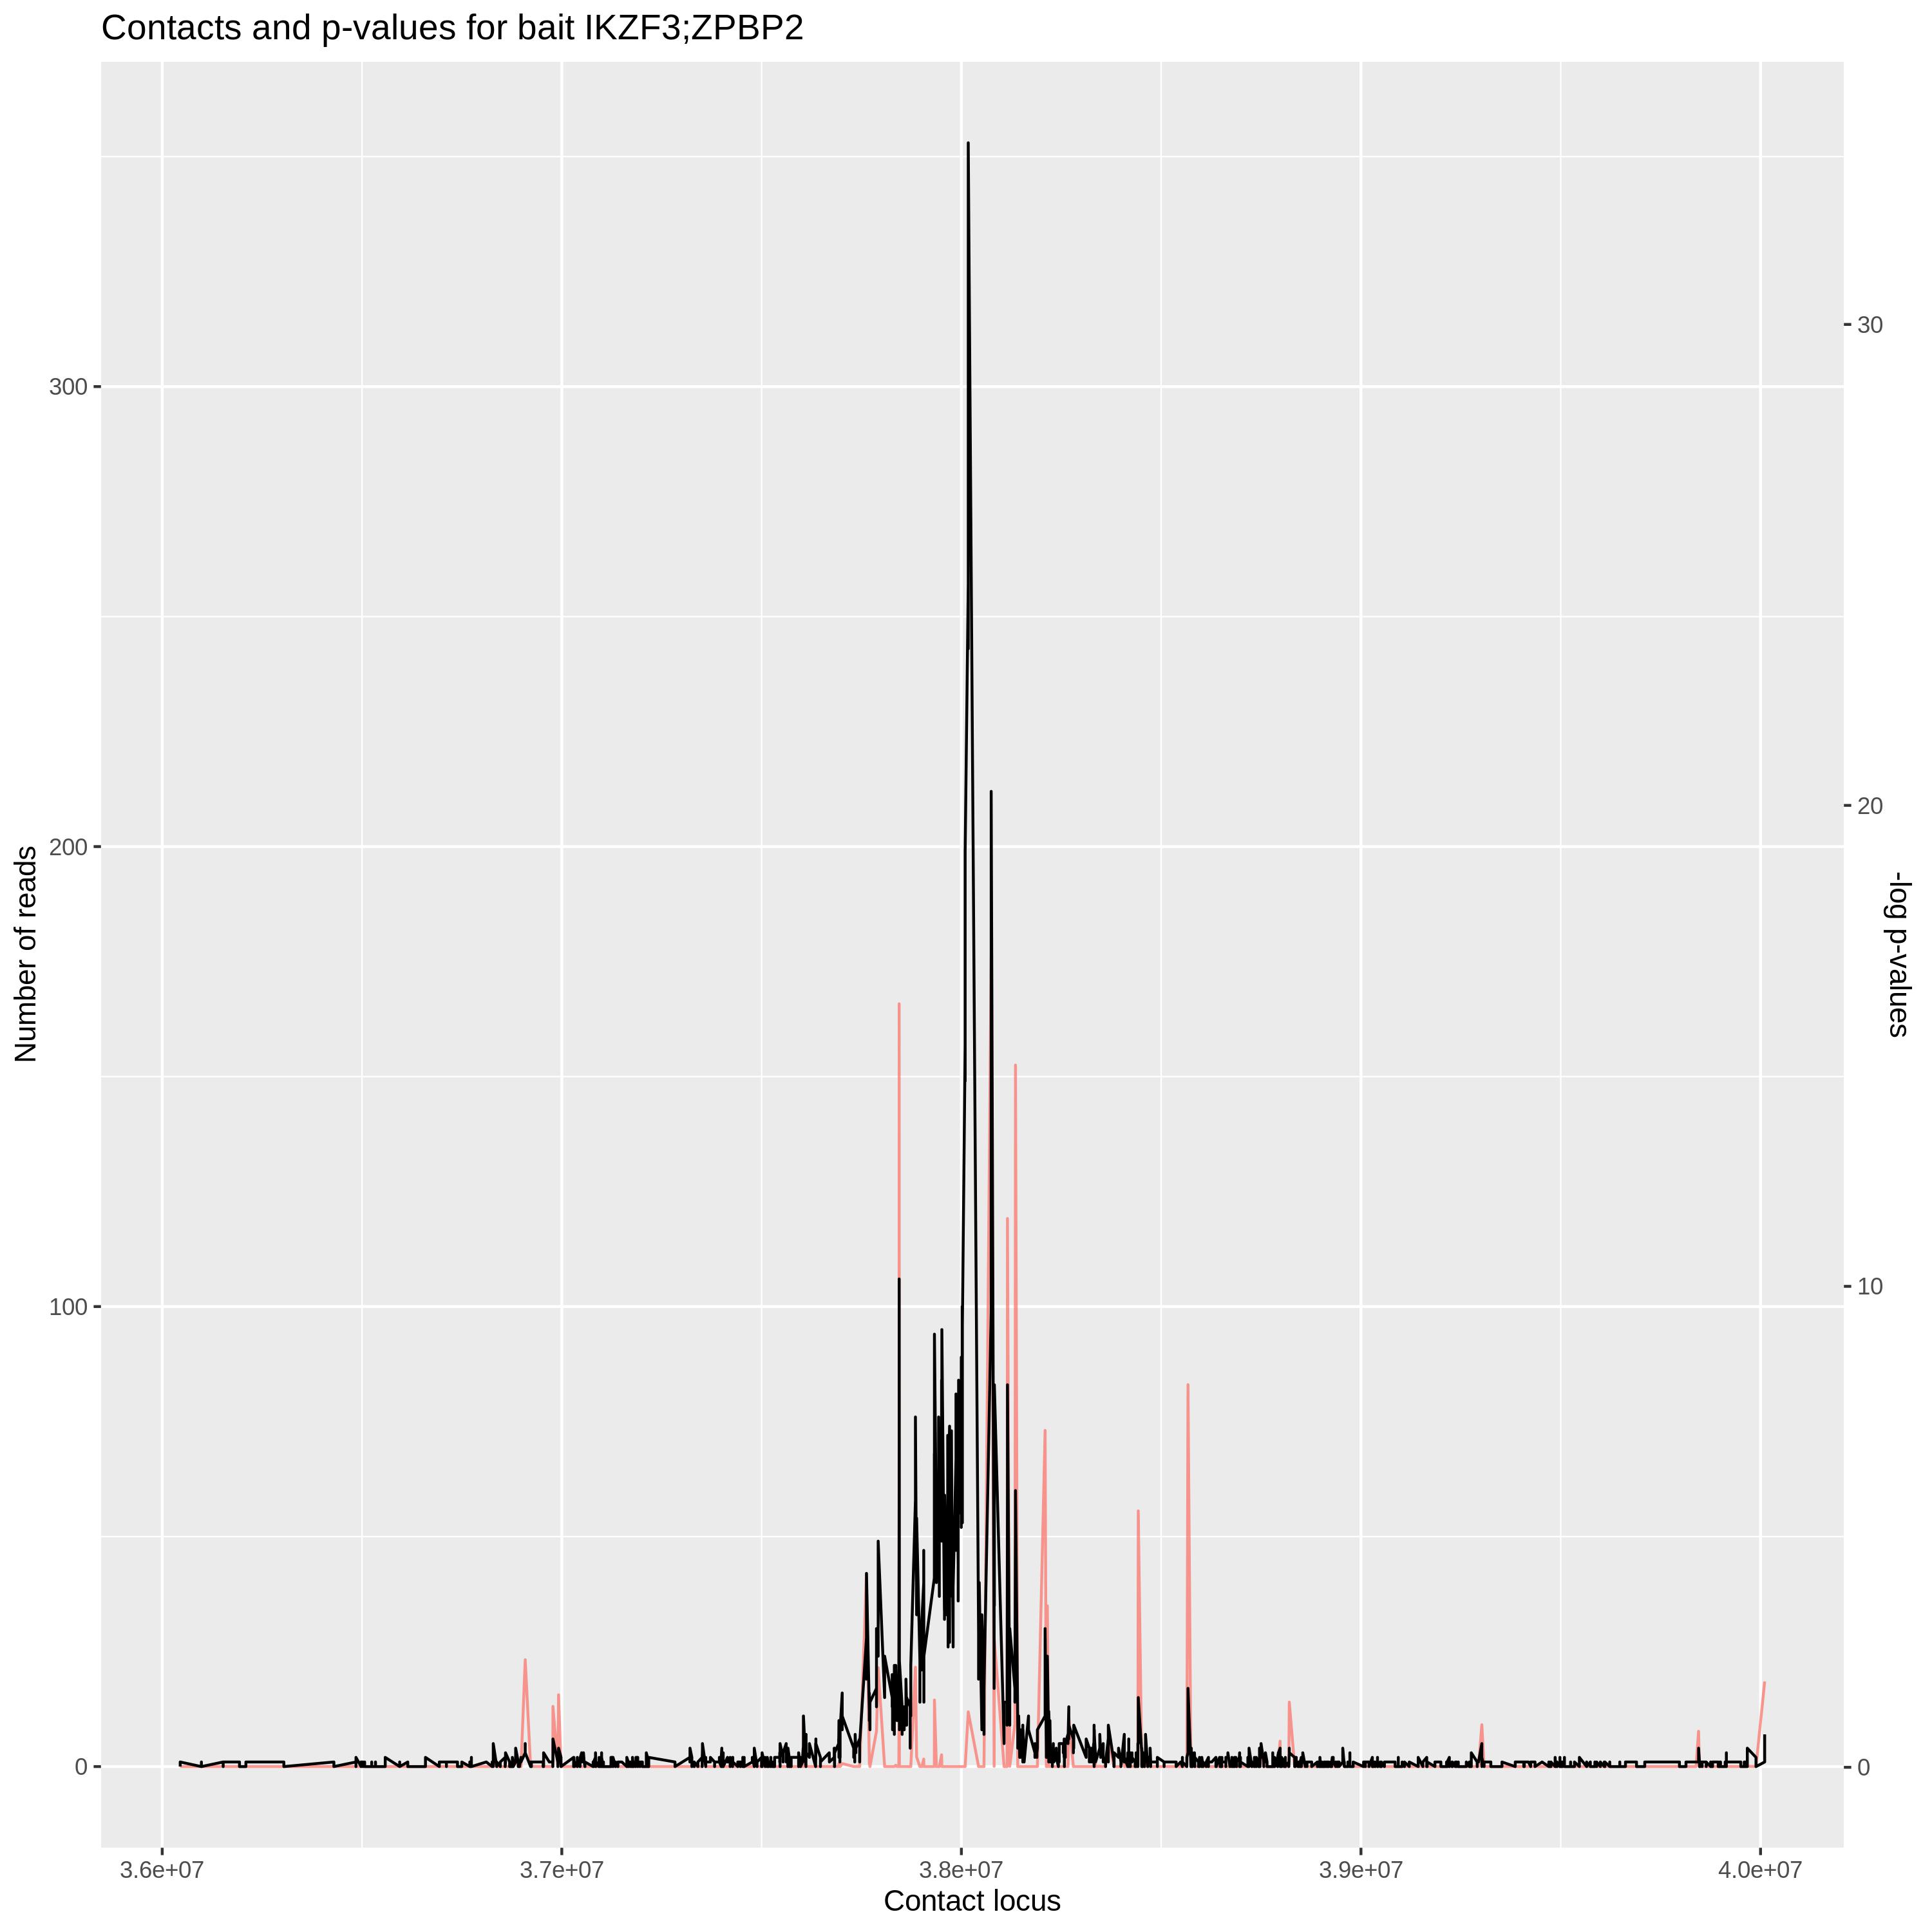 Contacts and p-values for bait IKZF3;ZPBP2
Number of reads
300
200
100
0
30
20
10
0
-log p-values
3.6e+07
3.7e+07
3.8e+07
3.9e+07
4.0e+07
Contact locus